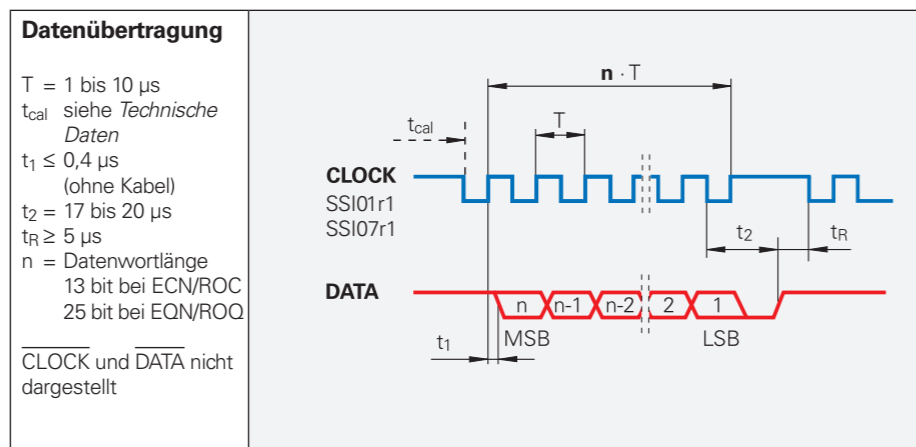 Datenübertragung
T = 1 bis 10 µs
tcal siehe Technische
Daten
t1 ≤ 0,4 µs
(ohne Kabel)
t2 = 17 bis 20 µs
tR ≥ 5 µs
n = Datenwortlänge
13 bit bei ECN/ROC
25 bit bei EQN/ROQ
CLOCK und DATA nicht
dargestellt
n · T
tcal
T
CLOCK
SSI01r1
SSI07r1
t2
tR
DATA
n
n-1
n-2
2
1
t1
MSB
LSB